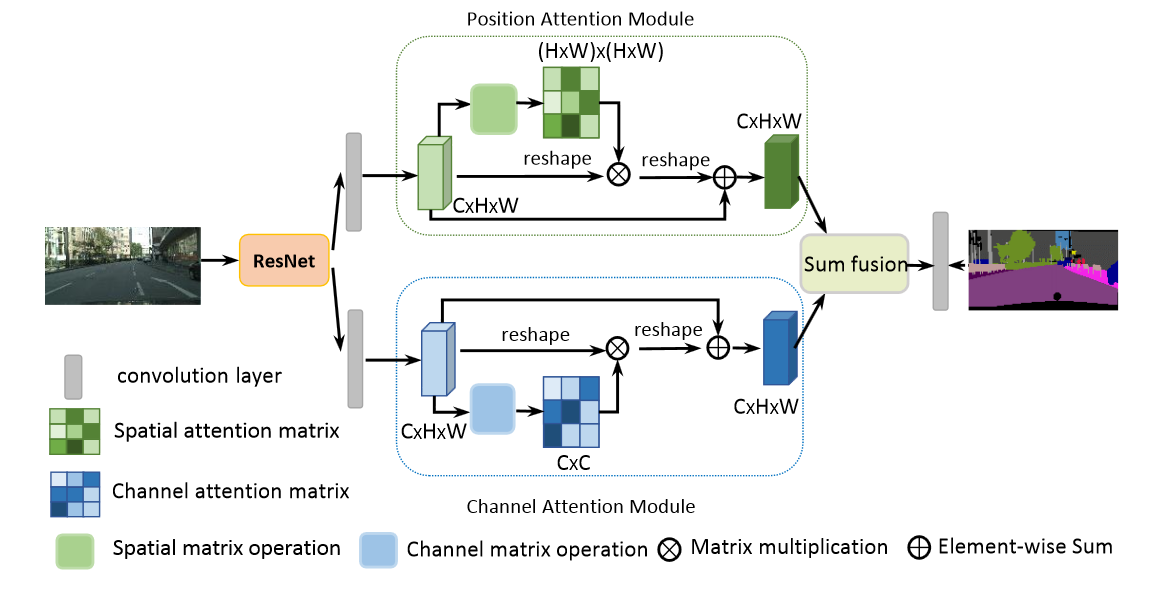 Position Attention Module
(HxW)x(HxW)
CxHxW
reshape
reshape
CxHxW
ResNet
Sum fusion
reshape
reshape
convolution layer
CxHxW
CxHxW
Spatial attention matrix
CxC
Channel attention matrix
Channel Attention Module
Spatial matrix operation
Channel matrix operation
Matrix multiplication
Element-wise Sum